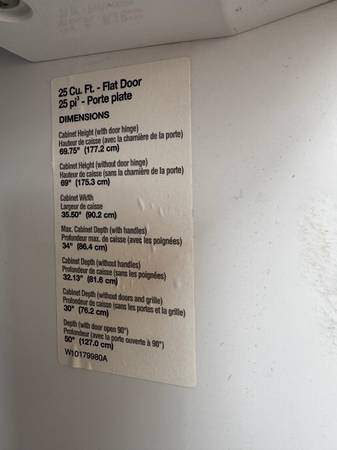 25 Cu. Ft. - Flat Door
25 pi³ - Porte plate
DIMENSIONS
Cabinet Height (with door hinge)
Hauteur de caisse (avec la charnière de la porte)
69.75" (177.2 cm)
Cabinet Height (without door hinge)
Hauteur de caisse (sans la charnière de la porte)
69" (175.3 cm)
Cabinet Width
Largeur de caisse
35.50" (90.2 cm)
Max. Cabinet Depth (with handles)
Profondeur max. de caisse (avec les poignées)
34" (86.4 cm)
Cabinet Depth (without handles)
Profondeur de caisse (sans les poignées)
32.13" (81.6 cm)
Cabinet Depth (without doors and grille)
Profondeur de caisse (sans les portes et la grille)
30" (76.2 cm)
Depth (with door open 90°)
Profondeur (avec la porte ouverte à 90°)
50" (127.0 cm)
W10179980A